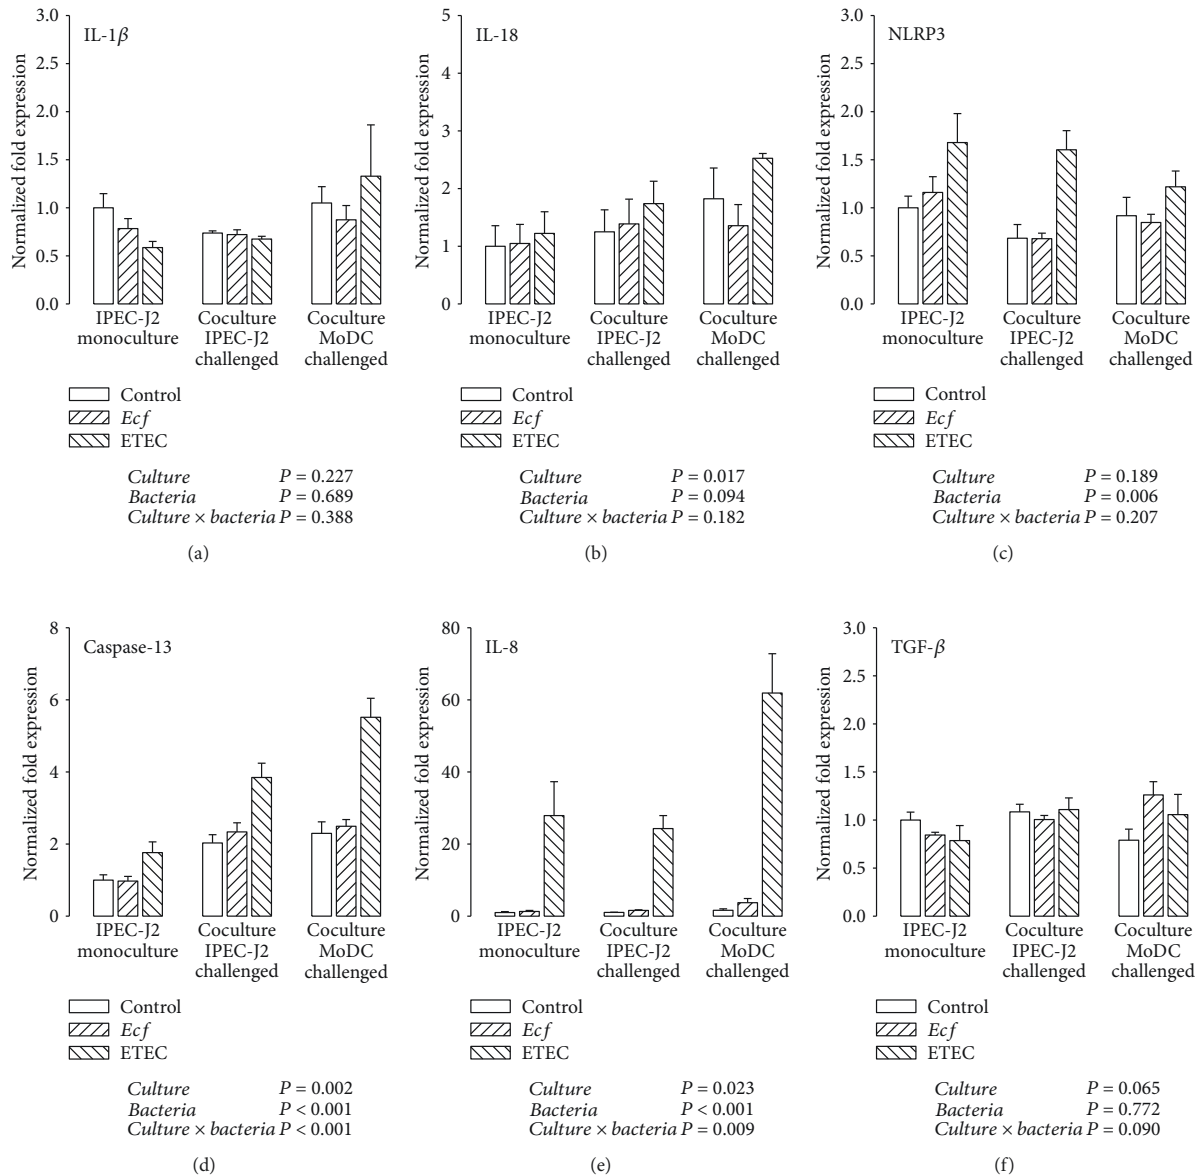 IL-1β
Normalized fold expression
3.0
2.5
2.0
1.5
1.0
0.5
0.0
IPEC-J2
monoculture
Coculture
IPEC-J2
challenged
Coculture
MoDC
challenged
Control
Ecf
ETEC
Culture P = 0.227
Bacteria P = 0.689
Culture × bacteria P = 0.388
(a)
IL-18
Normalized fold expression
5
4
3
2
1
0
IPEC-J2
monoculture
Coculture
IPEC-J2
challenged
Coculture
MoDC
challenged
Control
Ecf
ETEC
Culture P = 0.017
Bacteria P = 0.094
Culture × bacteria P = 0.182
(b)
NLRP3
Normalized fold expression
3.0
2.5
2.0
1.5
1.0
0.5
0.0
IPEC-J2
monoculture
Coculture
IPEC-J2
challenged
Coculture
MoDC
challenged
Control
Ecf
ETEC
Culture P = 0.189
Bacteria P = 0.006
Culture × bacteria P = 0.207
(c)
Caspase-13
Normalized fold expression
8
6
4
2
0
IPEC-J2
monoculture
Coculture
IPEC-J2
challenged
Coculture
MoDC
challenged
Control
Ecf
ETEC
Culture P = 0.002
Bacteria P < 0.001
Culture × bacteria P < 0.001
(d)
IL-8
Normalized fold expression
80
60
40
20
0
IPEC-J2
monoculture
Coculture
IPEC-J2
challenged
Coculture
MoDC
challenged
Control
Ecf
ETEC
Culture P = 0.023
Bacteria P < 0.001
Culture × bacteria P = 0.009
(e)
TGF-β
Normalized fold expression
3.0
2.5
2.0
1.5
1.0
0.5
0.0
IPEC-J2
monoculture
Coculture
IPEC-J2
challenged
Coculture
MoDC
challenged
Control
Ecf
ETEC
Culture P = 0.065
Bacteria P = 0.772
Culture × bacteria P = 0.090
(f)